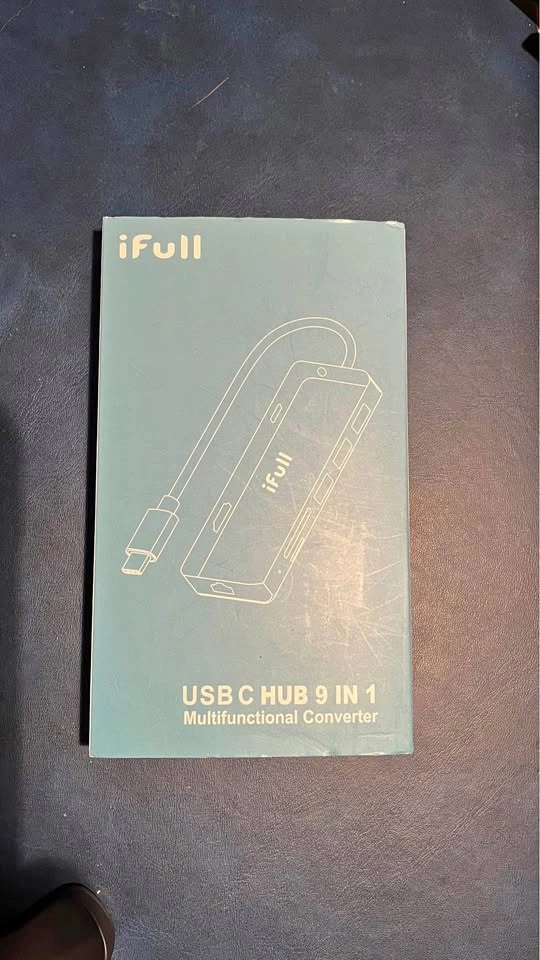 iFull
iFull
USB C HUB 9 IN 1
Multifunctional Converter